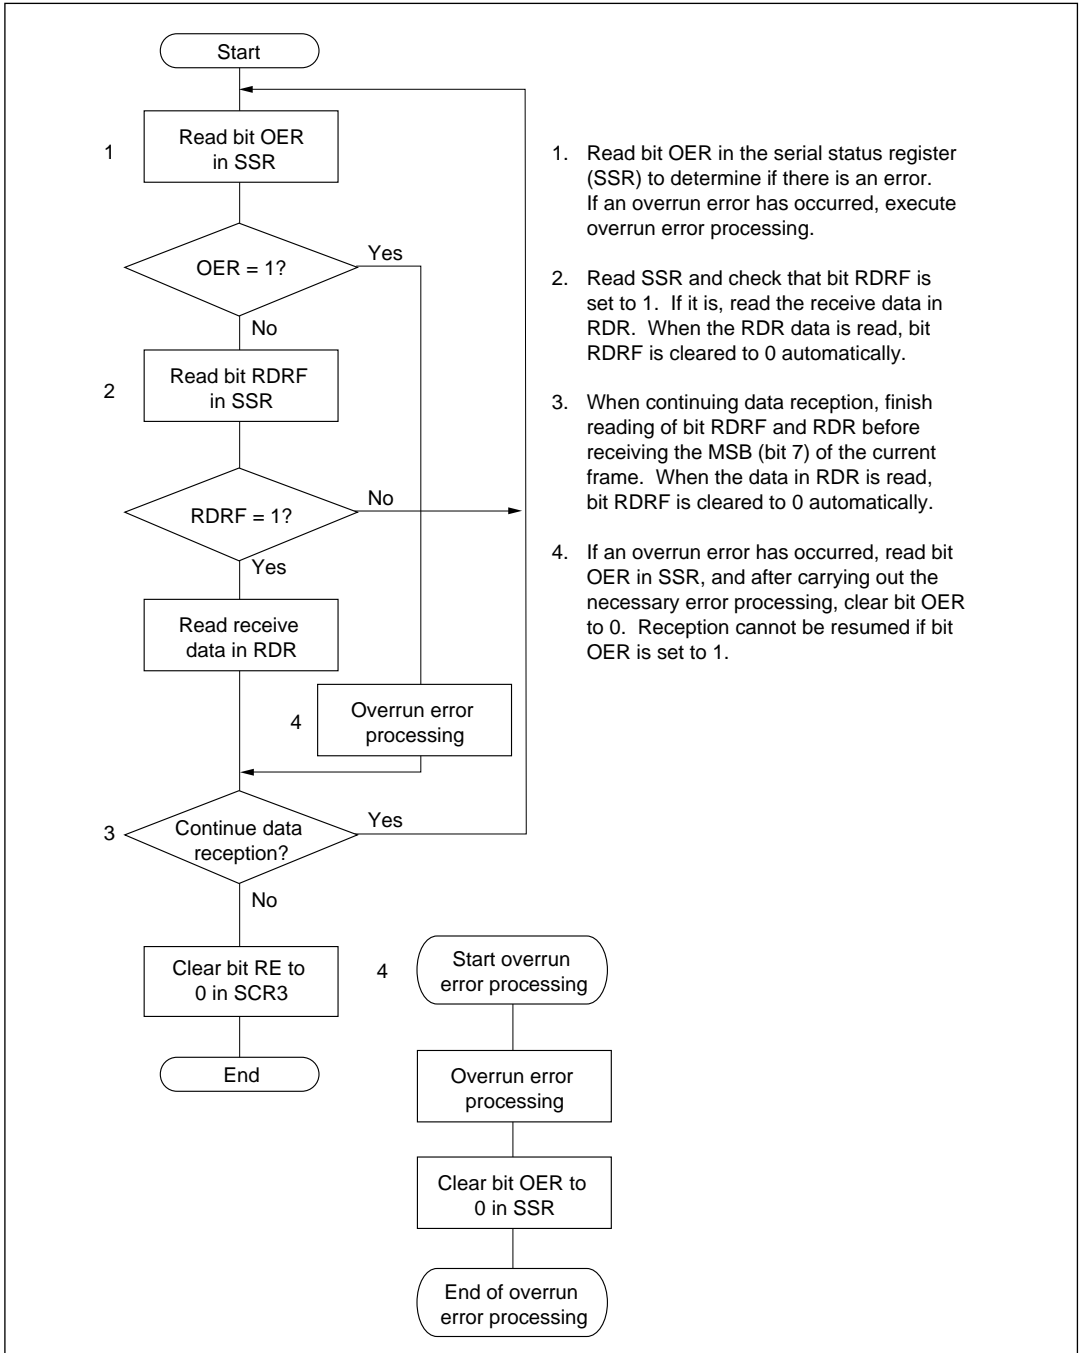 Start
1
Read bit OER
in SSR
OER = 1?
Yes
No
2
Read bit RDRF
in SSR
RDRF = 1?
No
Yes
Read receive
data in RDR
4
Overrun error
processing
3
Continue data
reception?
Yes
No
Clear bit RE to
0 in SCR3
End
4
Start overrun
error processing
Overrun error
processing
Clear bit OER to
0 in SSR
End of overrun
error processing
1. Read bit OER in the serial status register
(SSR) to determine if there is an error.
If an overrun error has occurred, execute
overrun error processing.
2. Read SSR and check that bit RDRF is
set to 1. If it is, read the receive data in
RDR. When the RDR data is read, bit
RDRF is cleared to 0 automatically.
3. When continuing data reception, finish
reading of bit RDRF and RDR before
receiving the MSB (bit 7) of the current
frame. When the data in RDR is read,
bit RDRF is cleared to 0 automatically.
4. If an overrun error has occurred, read bit
OER in SSR, and after carrying out the
necessary error processing, clear bit OER
to 0. Reception cannot be resumed if bit
OER is set to 1.